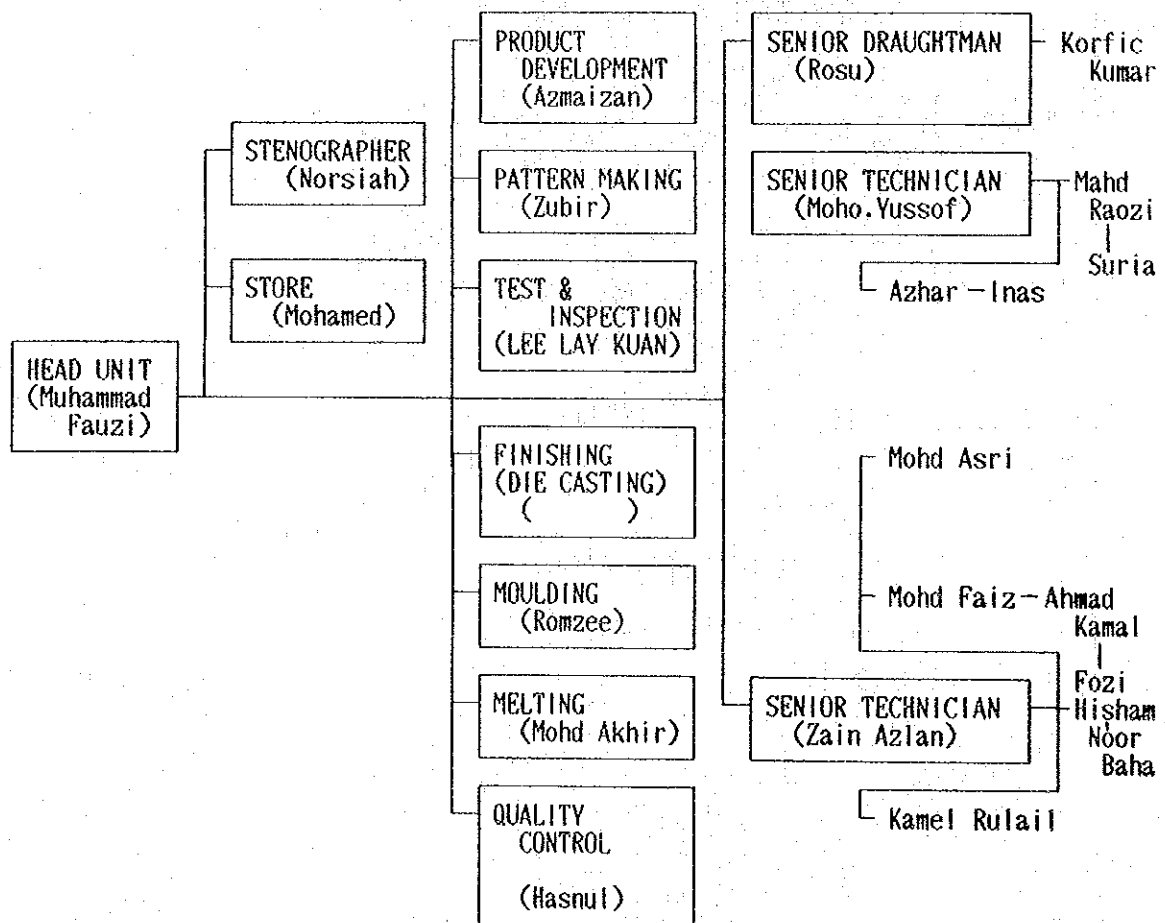 HEAD UNIT
(Muhammad
Fauzi)
STENOGRAPHER
(Norsiah)
STORE
(Mohamed)
PRODUCT
DEVELOPMENT
(Azmaizan)
PATTERN MAKING
(Zubir)
TEST &
INSPECTION
(LEE LAY KUAN)
FINISHING
(DIE CASTING)
( )
MOULDING
(Romzee)
MELTING
(Mohd Akhir)
QUALITY
CONTROL
(Hasnul)
SENIOR DRAUGHTMAN
(Rosu)
Korfic
Kumar
SENIOR TECHNICIAN
(Moho.Yussof)
Mahd
Raozi
Suria
Azhar - Inas
Mohd Asri
Mohd Faiz - Ahmad
Kamal
Fozi
Hisham
Noor
Baha
SENIOR TECHNICIAN
(Zain Azlan)
Kamel Rulail